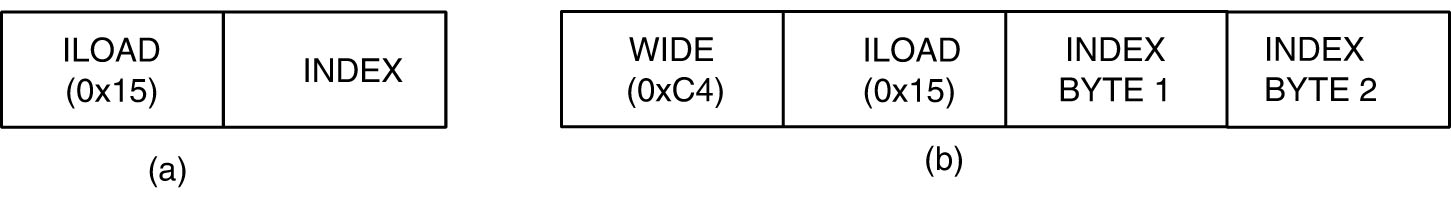 ILOAD
(0x15)
INDEX
WIDE
(0xC4)
ILOAD
(0x15)
INDEX
BYTE 1
INDEX
BYTE 2
(a)
(b)